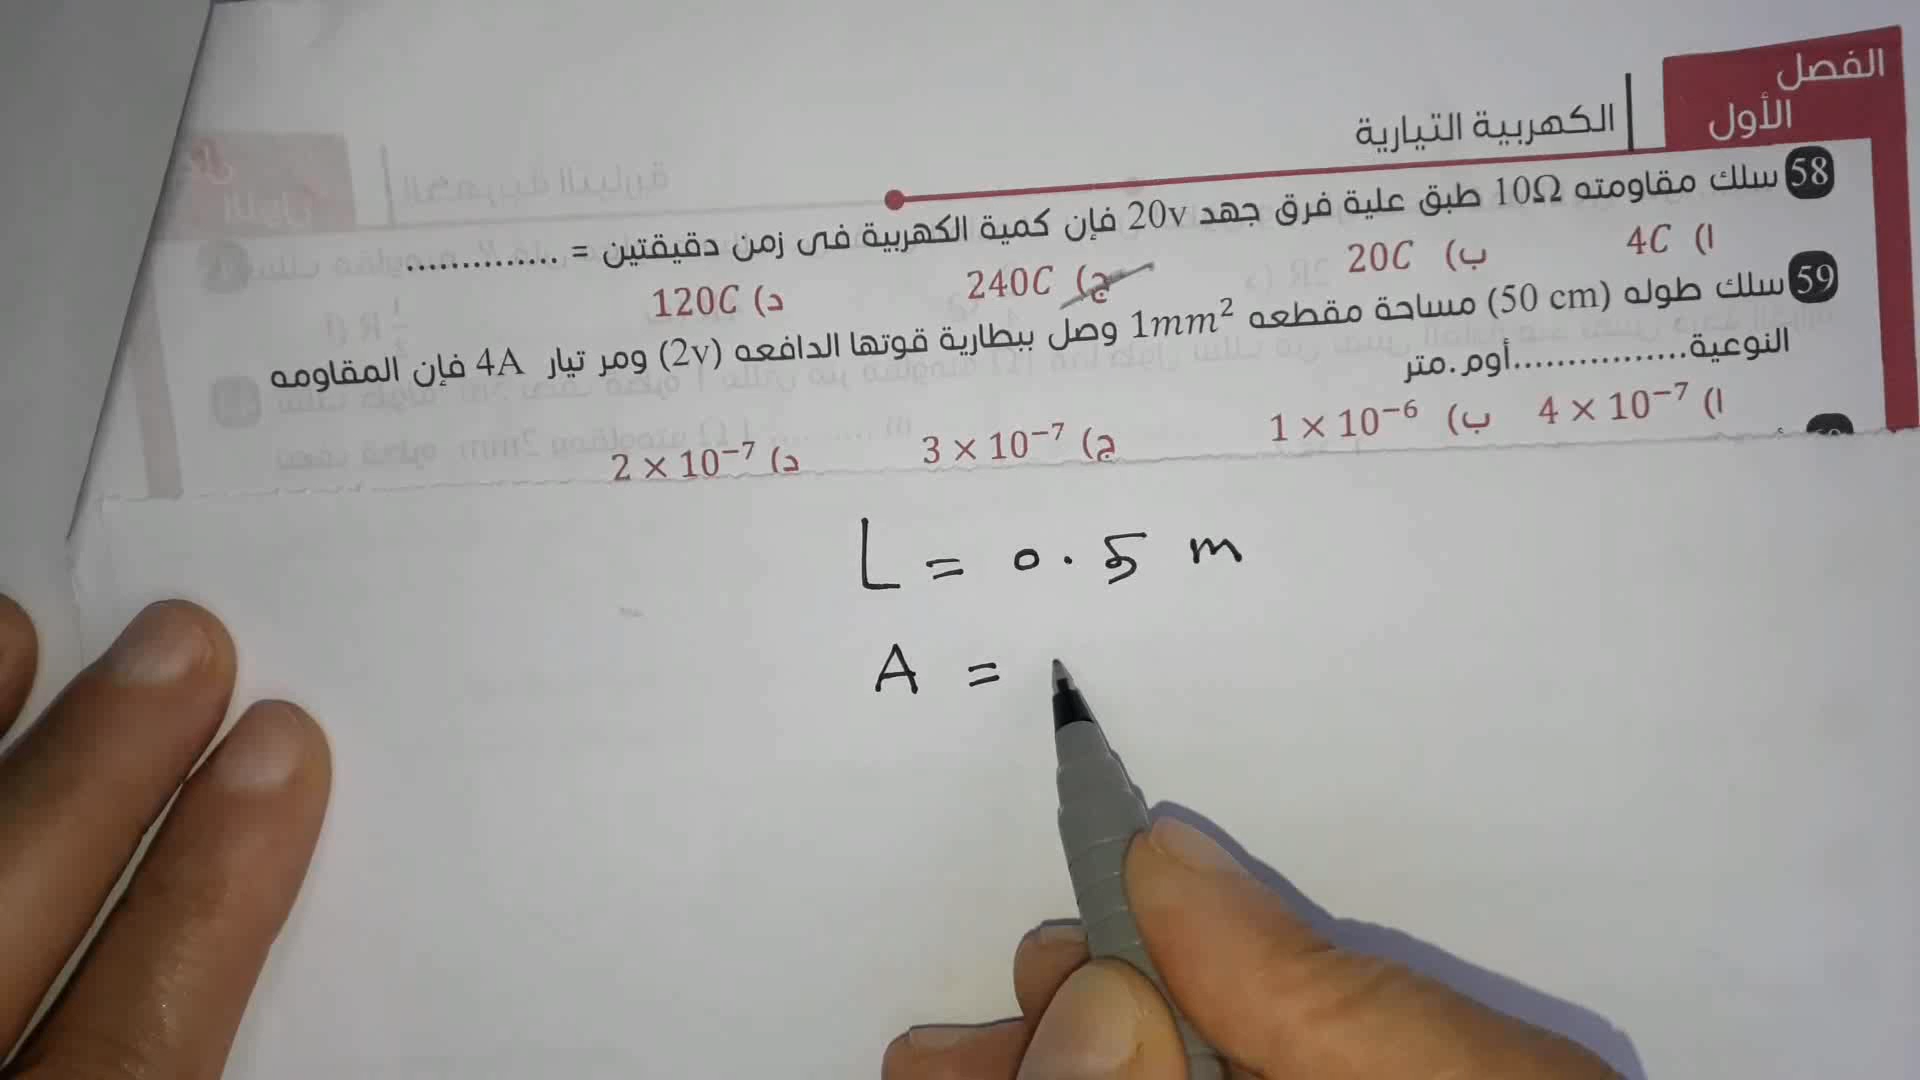 الفصل
الأول
الكهربية التيارية
58 سلك مقاومته 10Ω طبق علية فرق جهد 20v فإن كمية الكهربية فى زمن دقيقتين = ..............
ا) 4C ب) 20C ج) 240C د) 120C
59 سلك طوله (50 cm) مساحة مقطعه 1mm² وصل ببطارية قوتها الدافعه (2v) ومر تيار 4A فإن المقاومه
النوعية................أوم.متر
ا) 4 × 10⁻⁷ ب) 1 × 10⁻⁶ ج) 3 × 10⁻⁷ د) 2 × 10⁻⁷
L = 0.5 m
A =